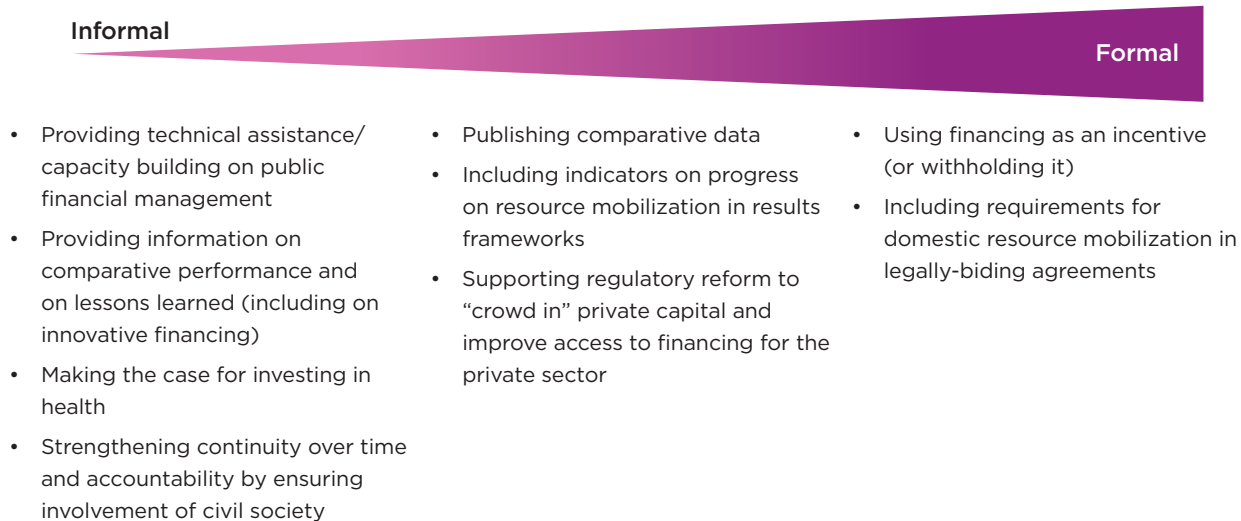 Informal
Formal
• Providing technical assistance/
capacity building on public
financial management
• Providing information on
comparative performance and
on lessons learned (including on
innovative financing)
• Making the case for investing in
health
• Strengthening continuity over time
and accountability by ensuring
involvement of civil society
• Publishing comparative data
• Including indicators on progress
on resource mobilization in results
frameworks
• Supporting regulatory reform to
“crowd in” private capital and
improve access to financing for the
private sector
• Using financing as an incentive
(or withholding it)
• Including requirements for
domestic resource mobilization in
legally-biding agreements